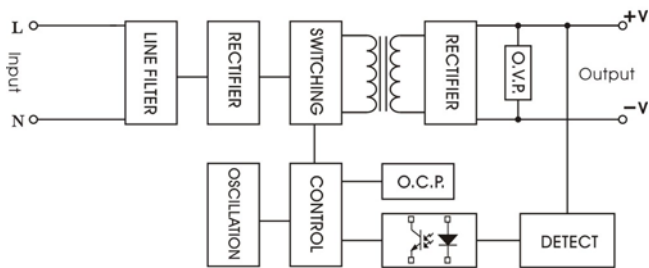 L
N
Input
LINE FILTER
RECTIFIER
SWITCHING
RECTIFIER
O.V.P.
+V
Output
-V
OSCILLATION
CONTROL
O.C.P.
DETECT